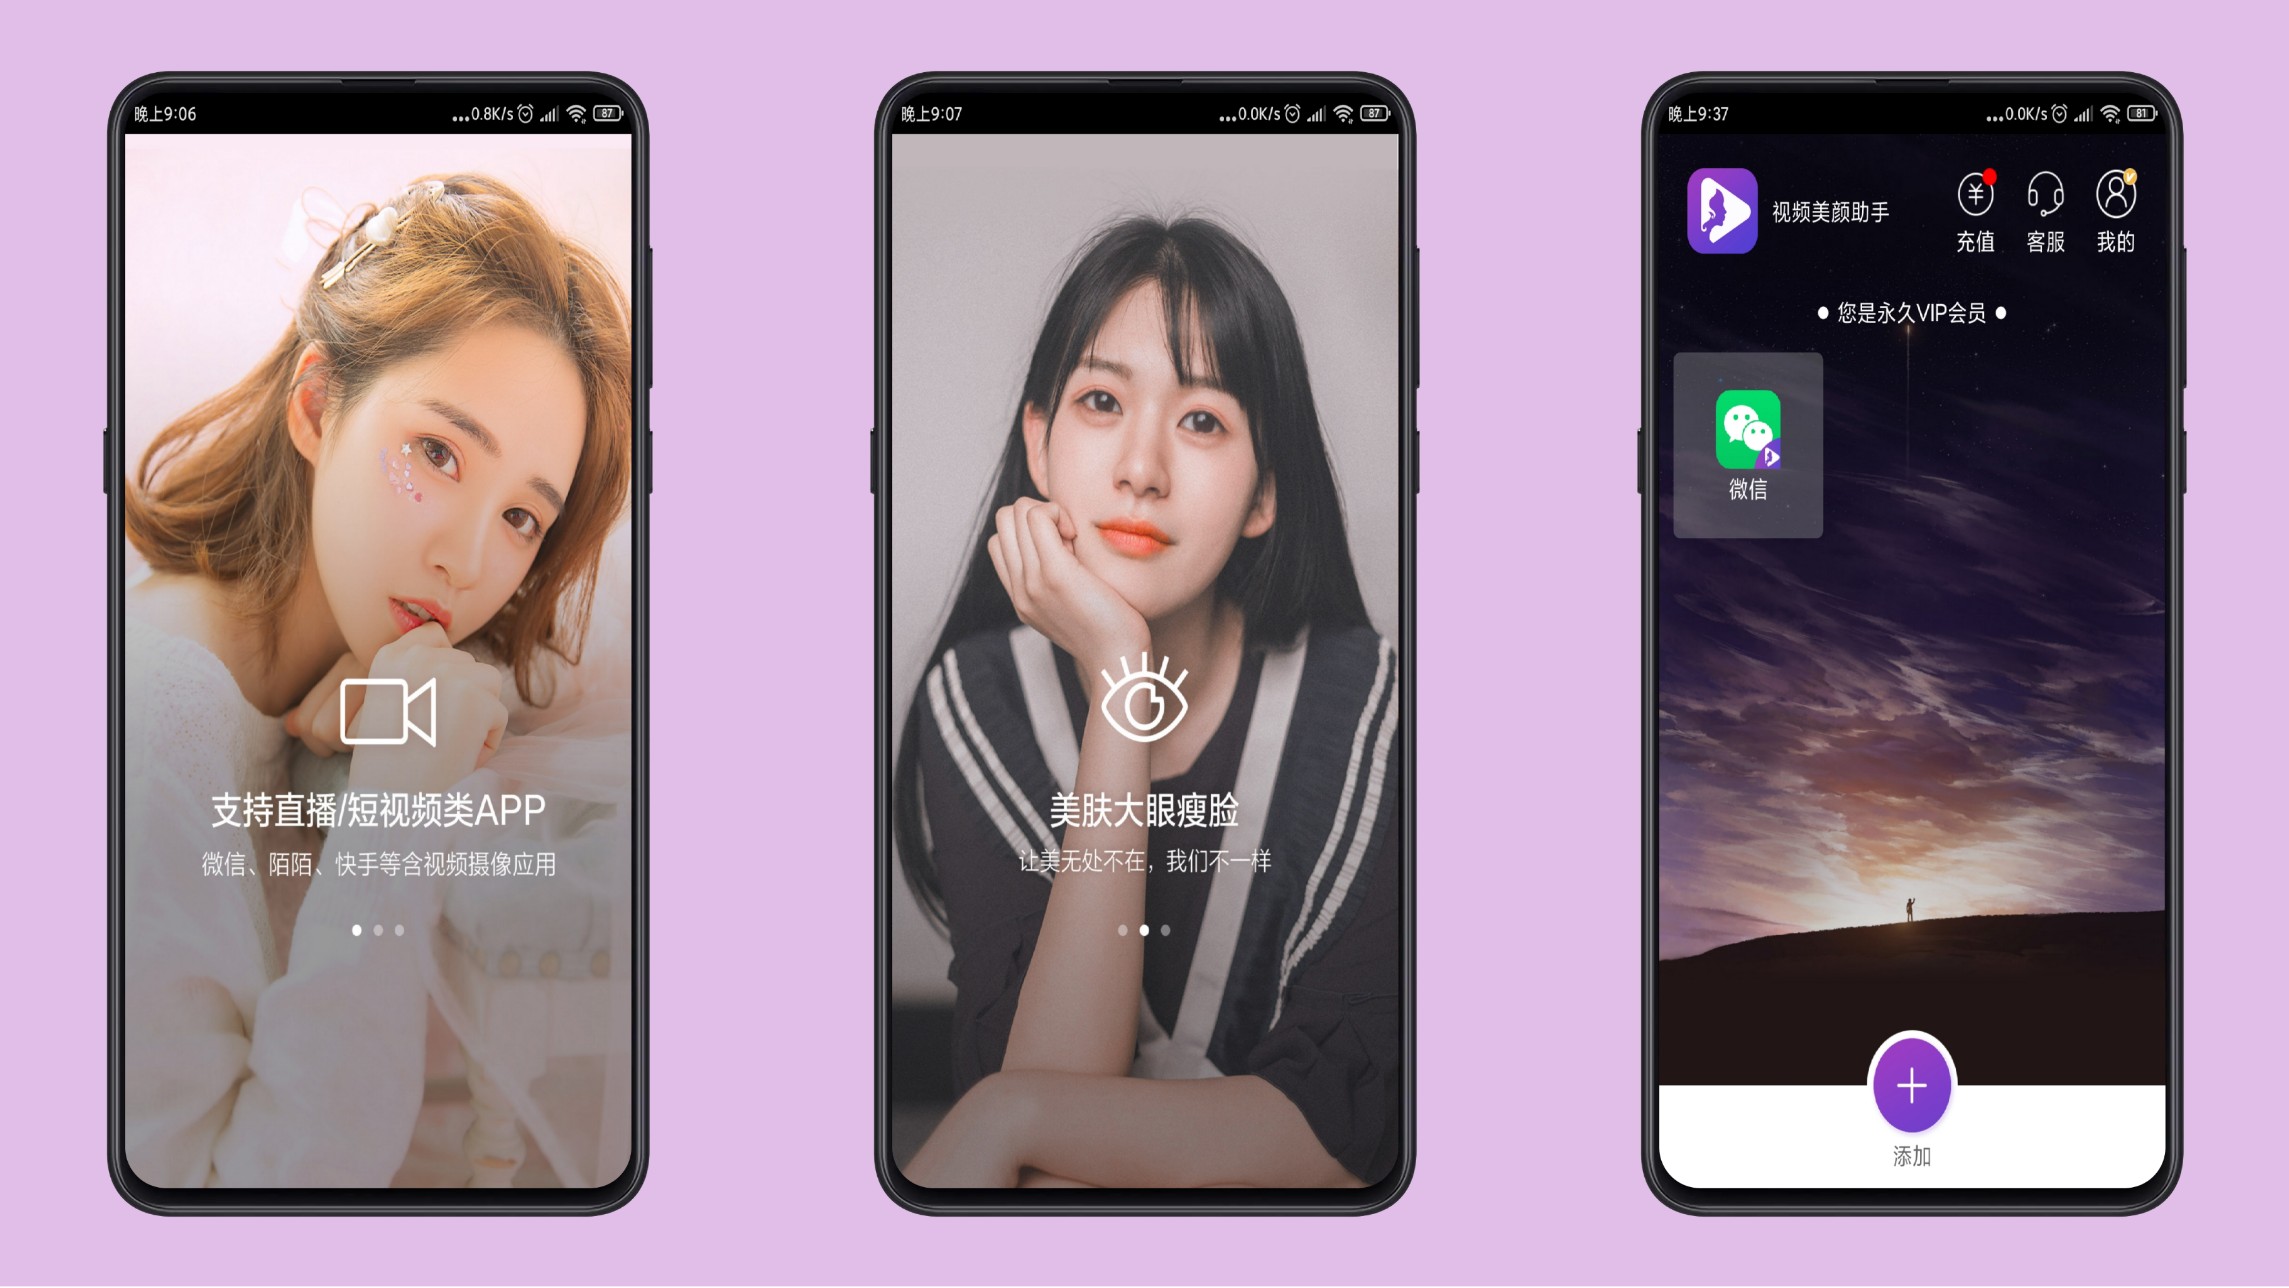 晚上9:06
...0.8K/s
87
支持直播/短视频类APP
微信、陌陌、快手等含视频摄像应用
晚上9:07
...0.0K/s
87
美肤大眼瘦脸
让美无处不在，我们不一样
晚上9:37
...0.0K/s
81
视频美颜助手
充值
客服
我的
您是永久VIP会员
微信
添加